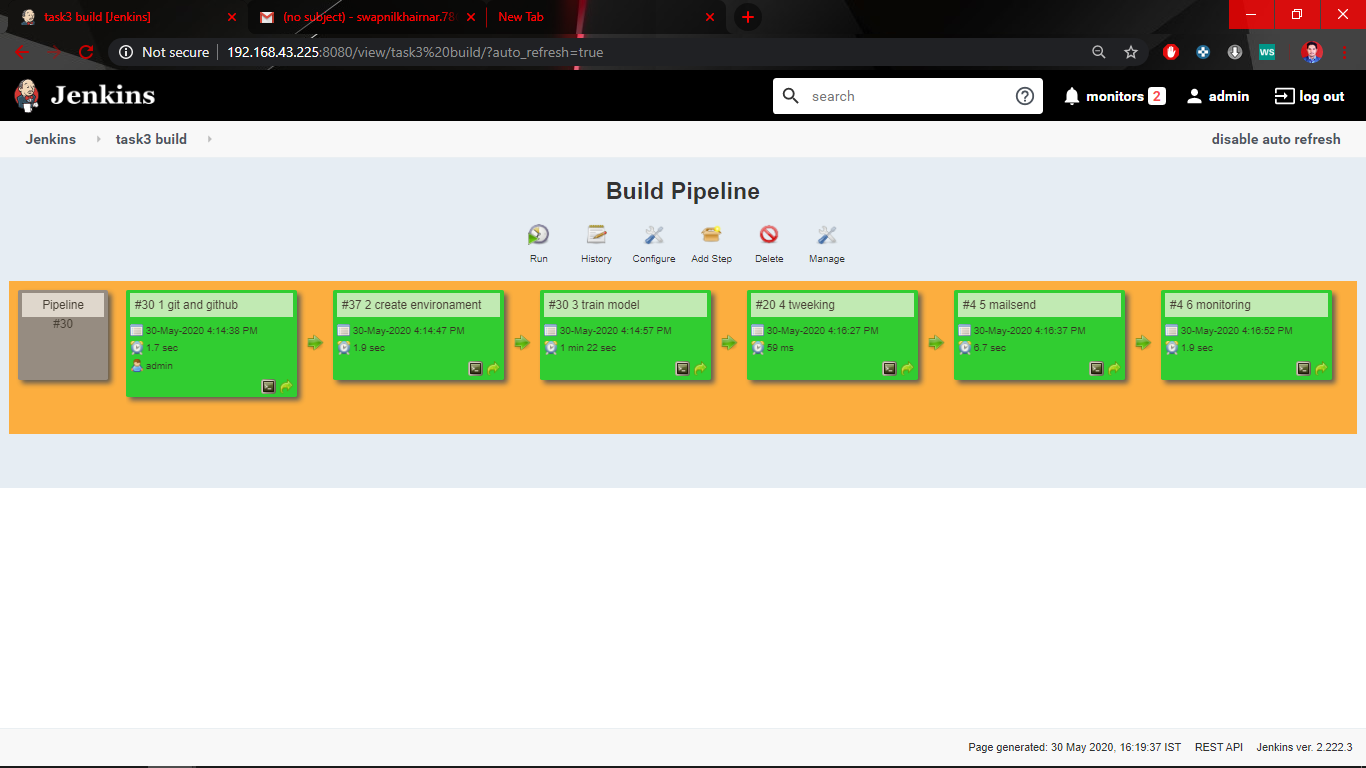 task3 build [Jenkins]
(no subject) - swapnilkhairnar.78
New Tab
Not secure
192.168.43.225:8080/view/task3%20build/?auto_refresh=true
ws
Jenkins
search
monitors 2
admin
log out
Jenkins
task3 build
disable auto refresh
Build Pipeline
Run
History
Configure
Add Step
Delete
Manage
Pipeline
#30
#30 1 git and github
30-May-2020 4:14:38 PM
1.7 sec
admin
#37 2 create environament
30-May-2020 4:14:47 PM
1.9 sec
#30 3 train model
30-May-2020 4:14:57 PM
1 min 22 sec
#20 4 tweeking
30-May-2020 4:16:27 PM
59 ms
#4 5 mailsend
30-May-2020 4:16:37 PM
6.7 sec
#4 6 monitoring
30-May-2020 4:16:52 PM
1.9 sec
Page generated: 30 May 2020, 16:19:37 IST
REST API
Jenkins ver. 2.222.3